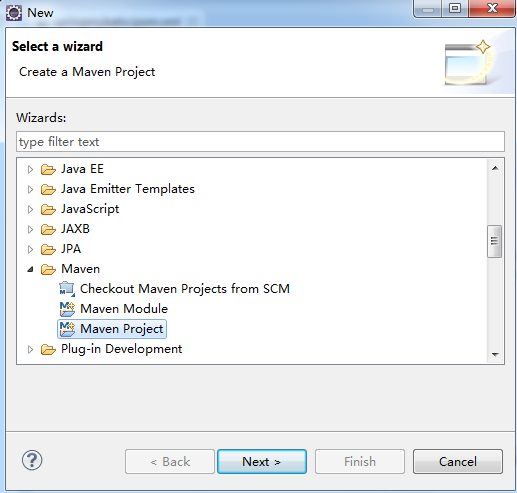 New
Select a wizard
Create a Maven Project
Wizards:
type filter text
Java EE
Java Emitter Templates
JavaScript
JAXB
JPA
Maven
Checkout Maven Projects from SCM
Maven Module
Maven Project
Plug-in Development
< Back Next > Finish Cancel